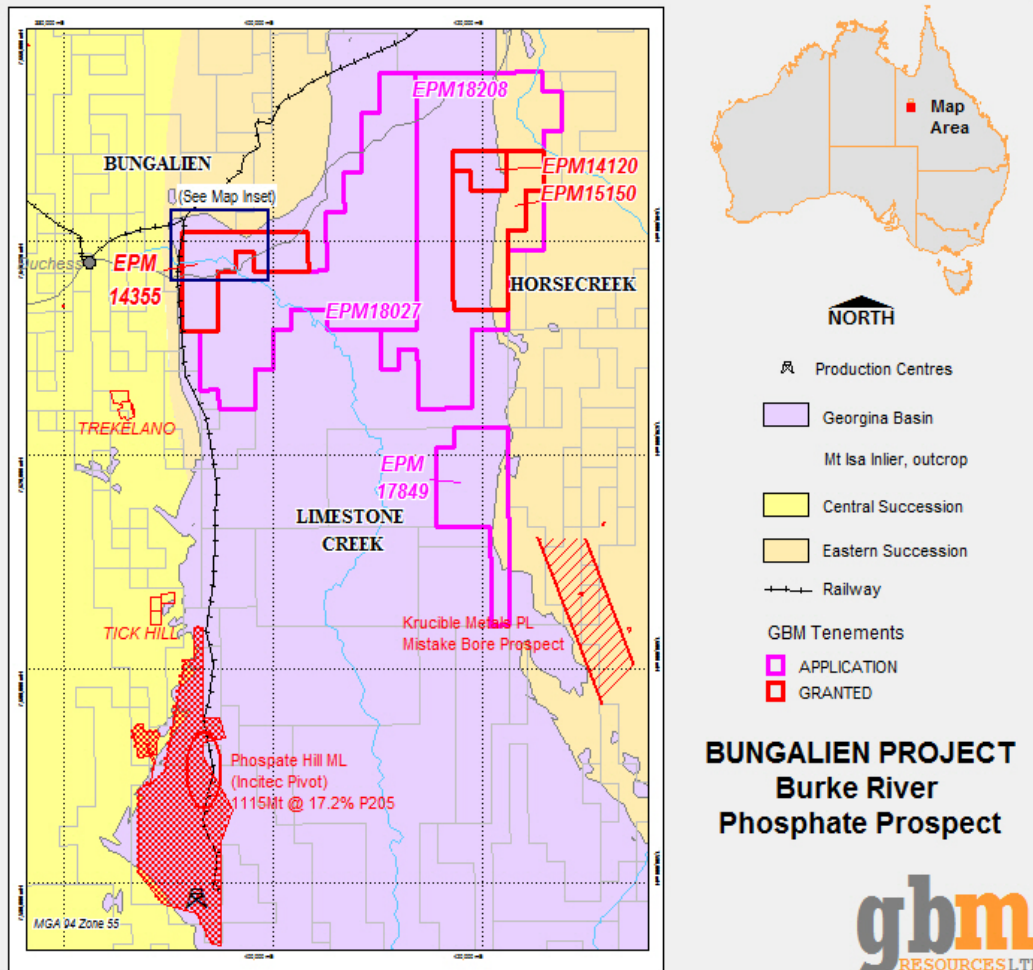 EPM18208
BUNGALIEN
(See Map Inset)
EPM14120
EPM15150
Duchess
EPM
14355
HORSECREEK
EPM18027
TREKELANO
EPM
17849
LIMESTONE
CREEK
TICK HILL
Krucible Metals PL
Mistake Bore Prospect
Phospate Hill ML
(Incitec Pivot)
1115Mt @ 17.2% P205
MGA 94 Zone 55
Map
Area
NORTH
Production Centres
Georgina Basin
Mt Isa Inlier, outcrop
Central Succession
Eastern Succession
Railway
GBM Tenements
APPLICATION
GRANTED
BUNGALIEN PROJECT
Burke River
Phosphate Prospect
gbm
RESOURCES LTD